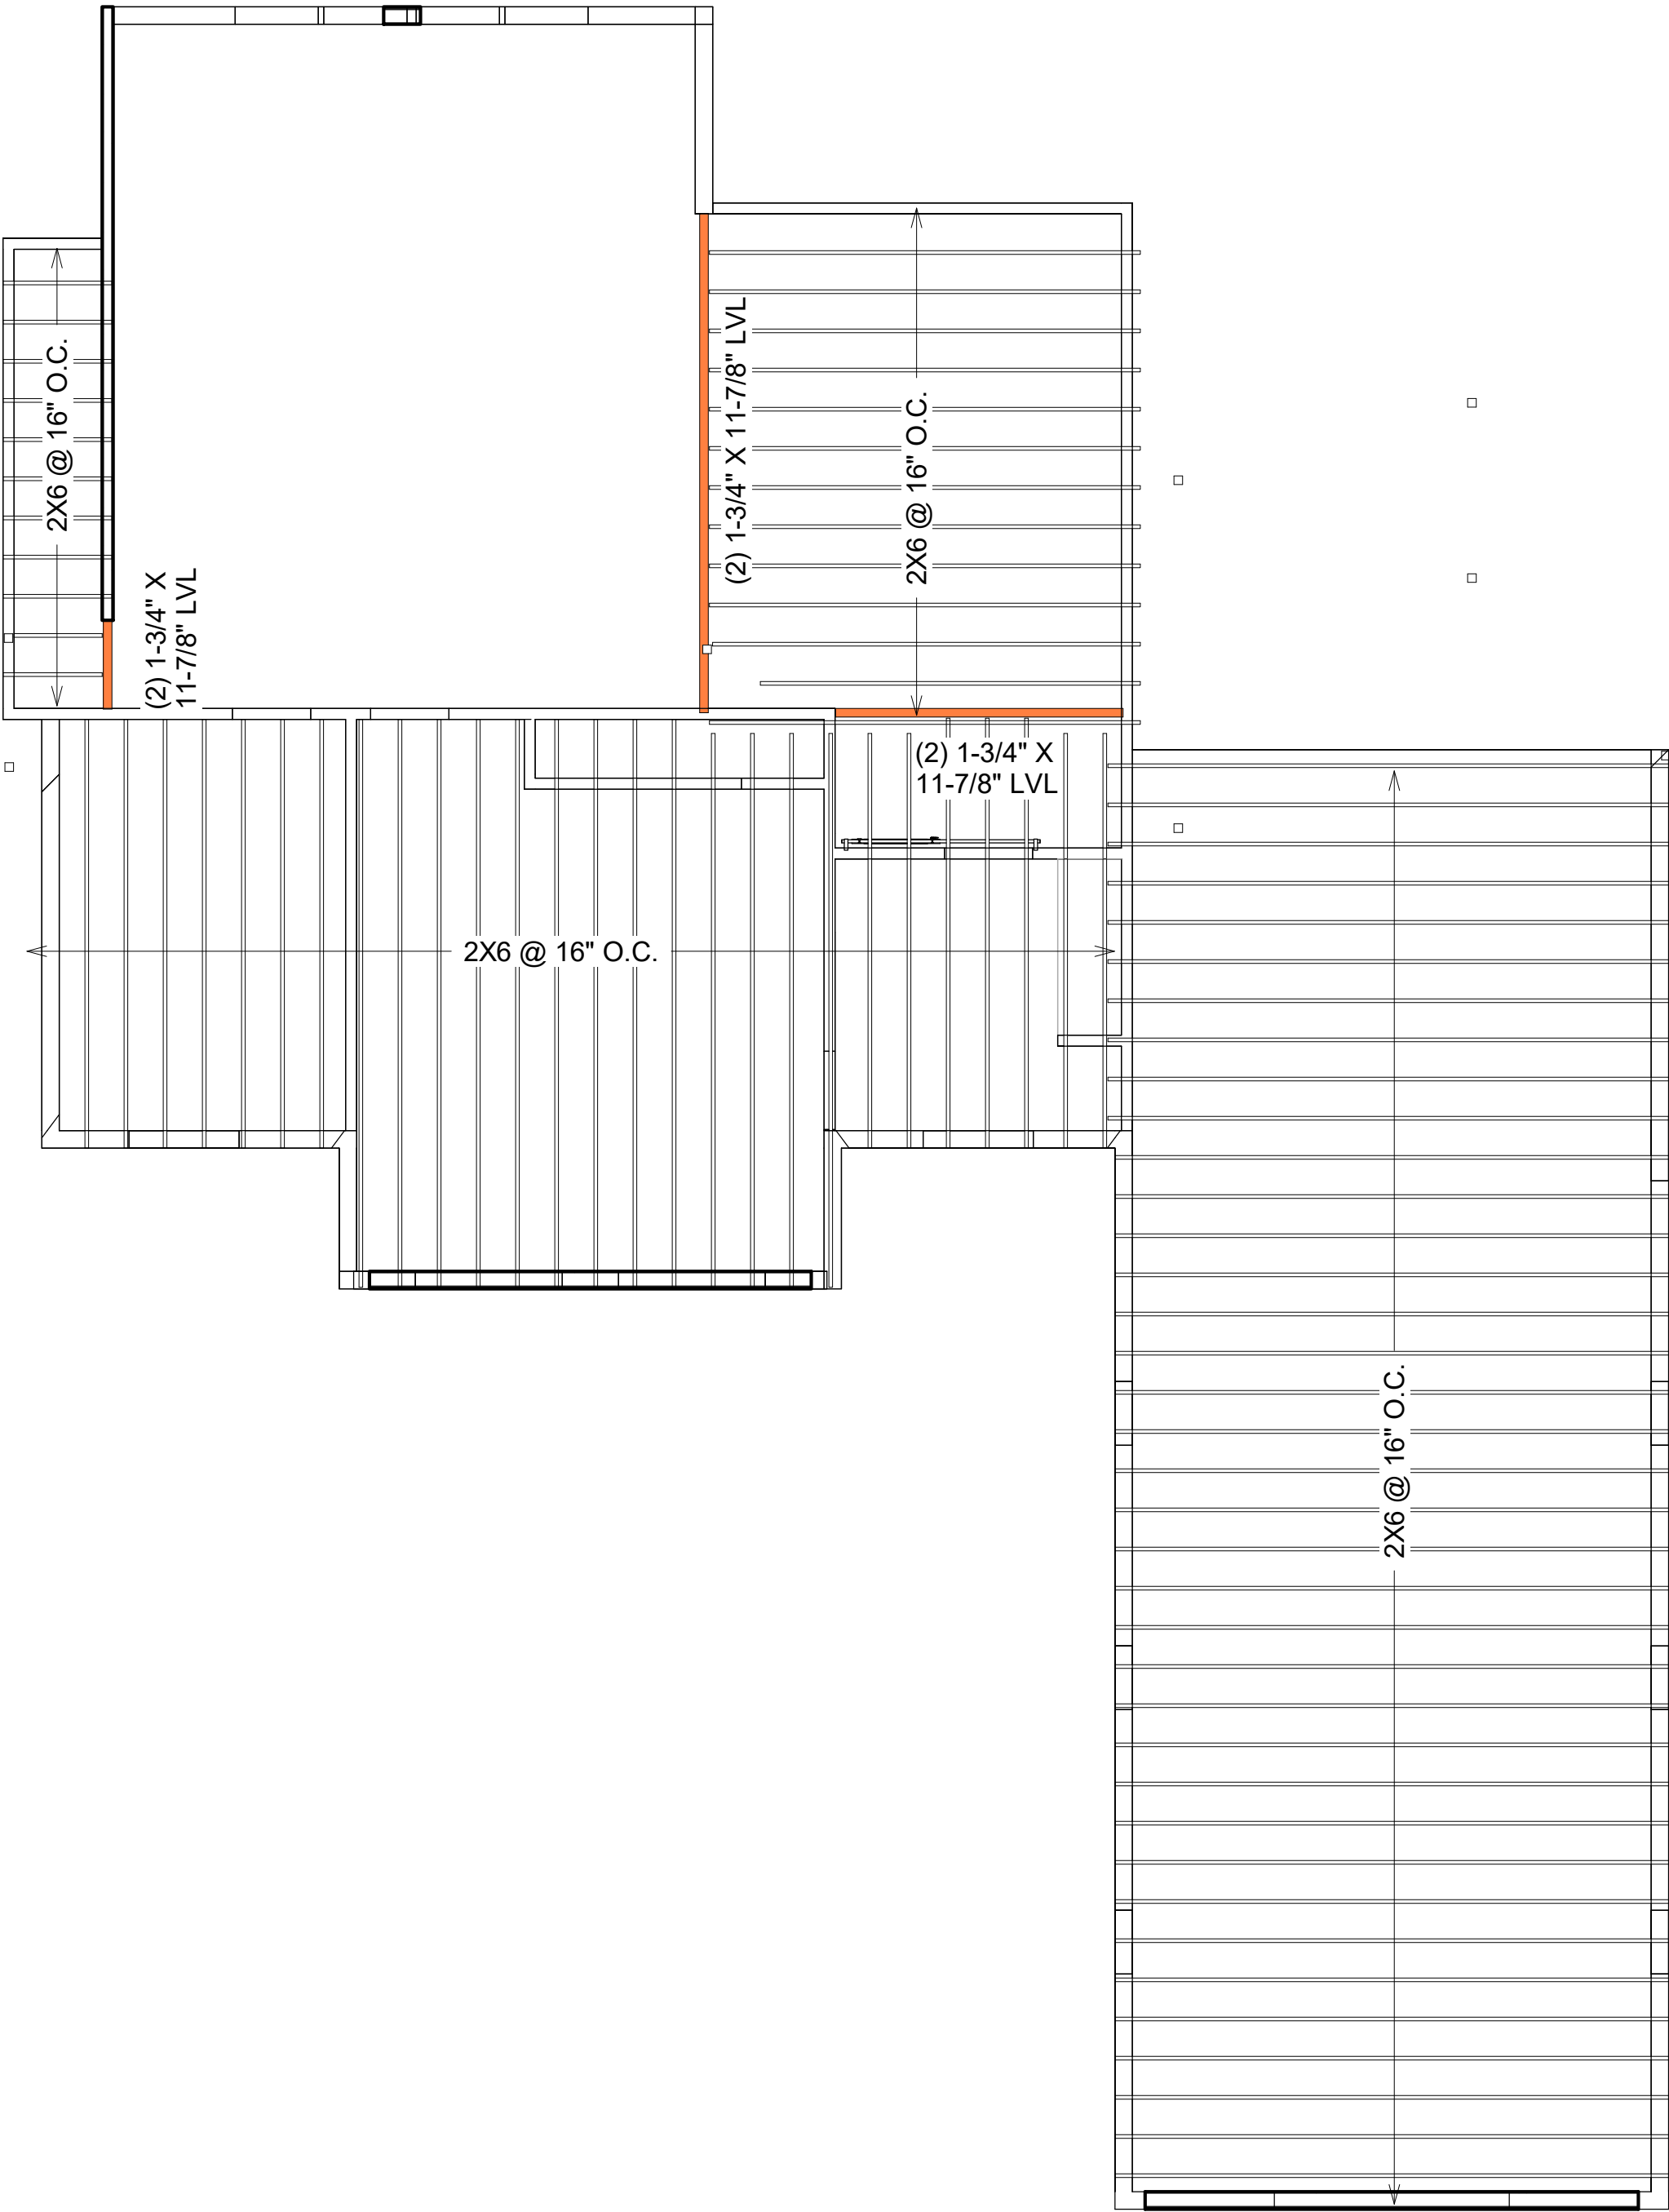 2X6 @ 16" O.C.
(2) 1-3/4" X
11-7/8" LVL
(2) 1-3/4" X 11-7/8" LVL
2X6 @ 16" O.C.
(2) 1-3/4" X
11-7/8" LVL
2X6 @ 16" O.C.
2X6 @ 16" O.C.